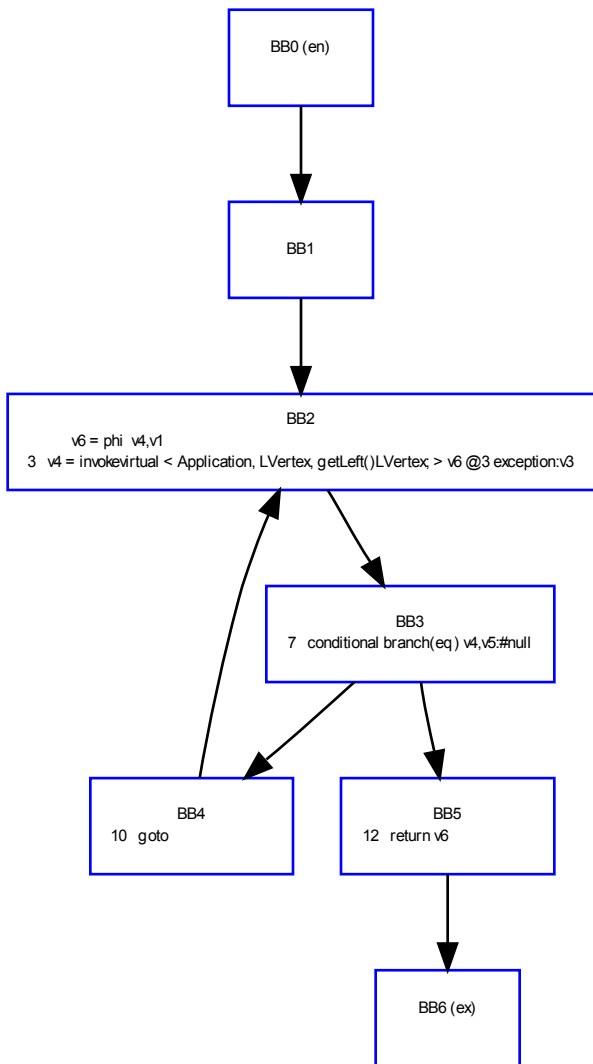 BB0 (en)
BB1
BB2
v6 = phi v4,v1
3 v4 = invokevirtual < Application, LVertex, getLeft()LVertex; > v6 @3 exception:v3
BB3
7 conditional branch(eq) v4,v5:#null
BB4
10 goto
BB5
12 return v6
BB6 (ex)